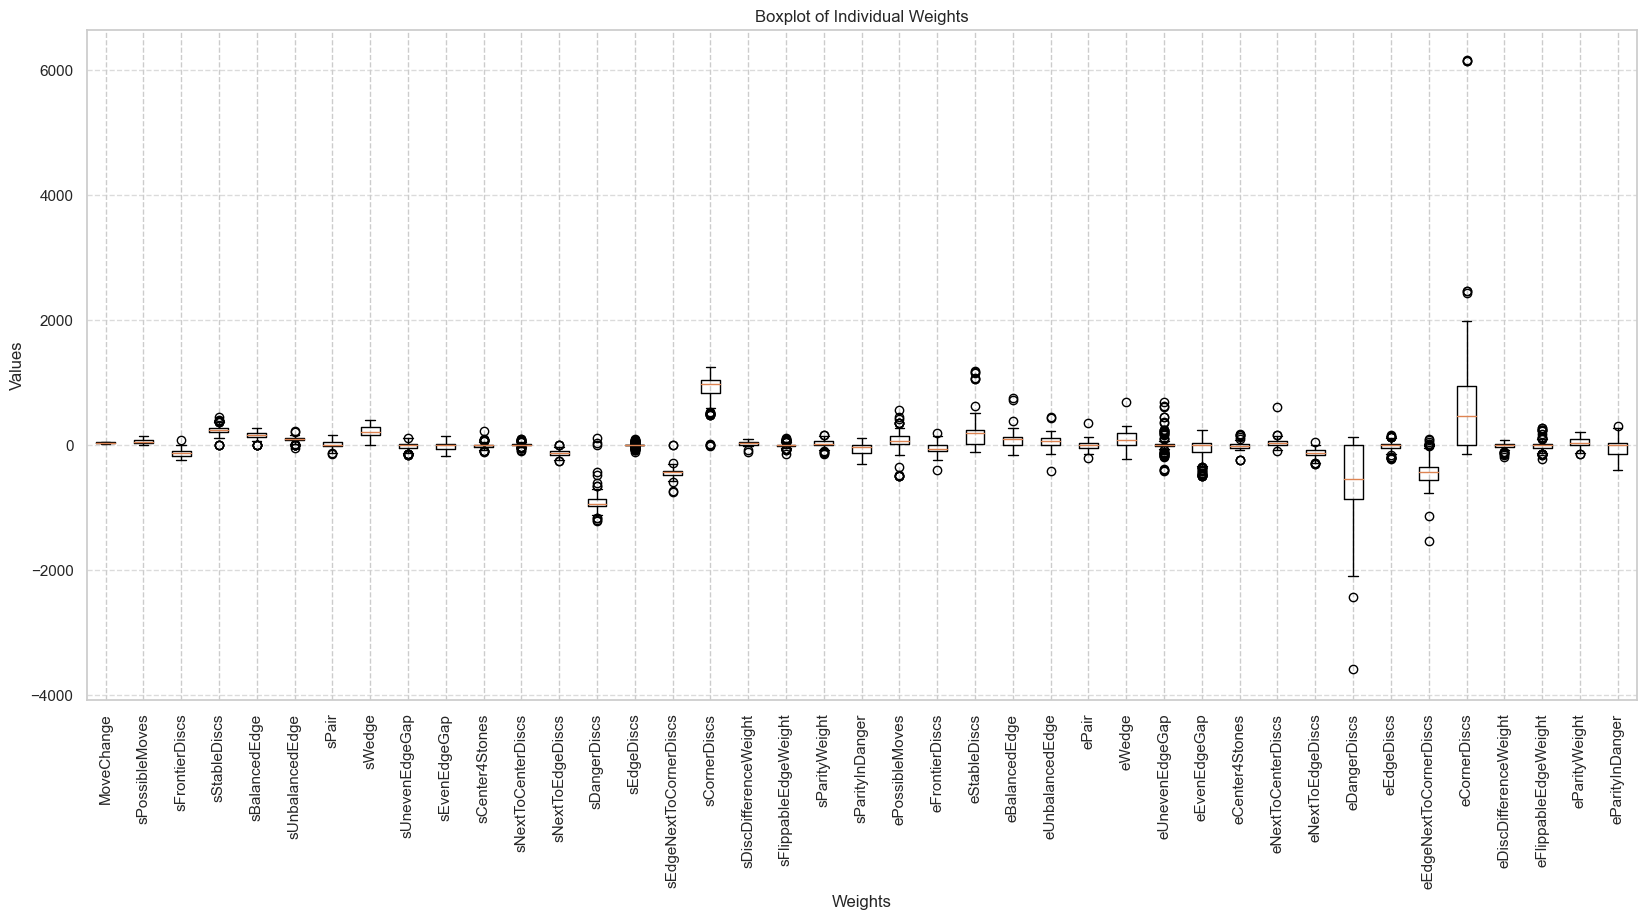 Boxplot of Individual Weights
6000
4000
2000
0
−2000
−4000
Values
MoveChange
sPossibleMoves
sFrontierDiscs
sStableDiscs
sBalancedEdge
sUnbalancedEdge
sPair
sWedge
sUnevenEdgeGap
sEvenEdgeGap
sCenter4Stones
sNextToCenterDiscs
sNextToEdgeDiscs
sDangerDiscs
sEdgeDiscs
sEdgeNextToCornerDiscs
sCornerDiscs
sDiscDifferenceWeight
sFlippableEdgeWeight
sParityWeight
sParityInDanger
ePossibleMoves
eFrontierDiscs
eStableDiscs
eBalancedEdge
eUnbalancedEdge
ePair
eWedge
eUnevenEdgeGap
eEvenEdgeGap
eCenter4Stones
eNextToCenterDiscs
eNextToEdgeDiscs
eDangerDiscs
eEdgeDiscs
eEdgeNextToCornerDiscs
eCornerDiscs
eDiscDifferenceWeight
eFlippableEdgeWeight
eParityWeight
eParityInDanger
Weights